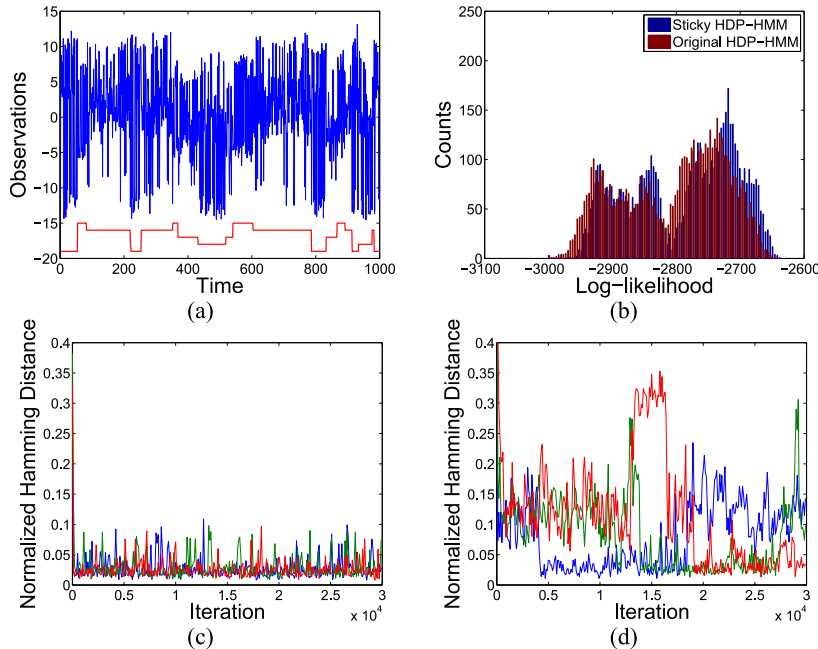 15
10
5
0
−5
−10
−15
−20
Observations
0 200 400 600 800 1000
Time
(a)
250
200
150
100
50
0
Counts
Sticky HDP−HMM
Original HDP−HMM
−3100 −3000 −2900 −2800 −2700 −2600
Log−likelihood
(b)
0.4
0.35
0.3
0.25
0.2
0.15
0.1
0.05
0
Normalized Hamming Distance
0 0.5 1 1.5 2 2.5 3
Iteration
x 10^4
(c)
0.4
0.35
0.3
0.25
0.2
0.15
0.1
0.05
0
Normalized Hamming Distance
0 0.5 1 1.5 2 2.5 3
Iteration
x 10^4
(d)